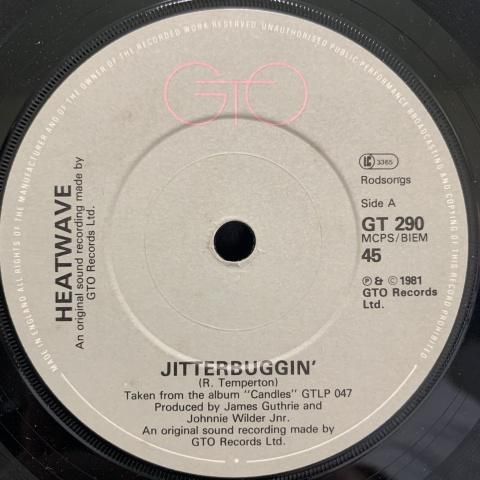 MADE IN ENGLAND ALL RIGHTS OF THE MANUFACTURER AND OF THE OWNER OF THE RECORDED WORK RESERVED. UNAUTHORISED PUBLIC PERFORMANCE BROADCASTING AND COPYING OF THIS RECORD PROHIBITED
GTO
HEATWAVE
An original sound recording made by
GTO Records Ltd.
LC 3365
Rodsongs
Side A
GT 290
MCPS/BIEM
45
℗ & © 1981
GTO Records
Ltd.
JITTERBUGGIN'
(R. Temperton)
Taken from the album "Candles" GTLP 047
Produced by James Guthrie and
Johnnie Wilder Jnr.
An original sound recording made by
GTO Records Ltd.